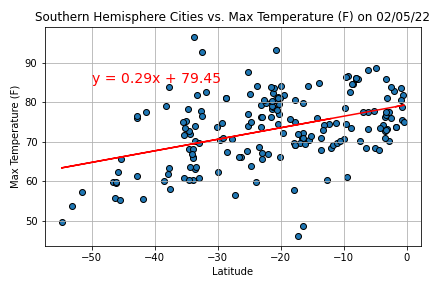 Southern Hemisphere Cities vs. Max Temperature (F) on 02/05/22
y = 0.29x + 79.45
Max Temperature (F)
90
80
70
60
50
−50
−40
−30
−20
−10
0
Latitude